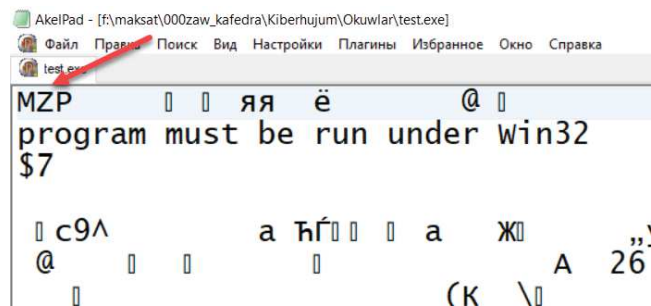 AkelPad - [f:\maksat\000zaw_kafedra\Kiberhujum\Okuwlar\test.exe]
Файл Правка Поиск Вид Настройки Плагины Избранное Окно Справка
test.exe
MZP яя ё @
program must be run under Win32
$7
с9^ а ЋЃ а Ж „
@ А 26
(К \